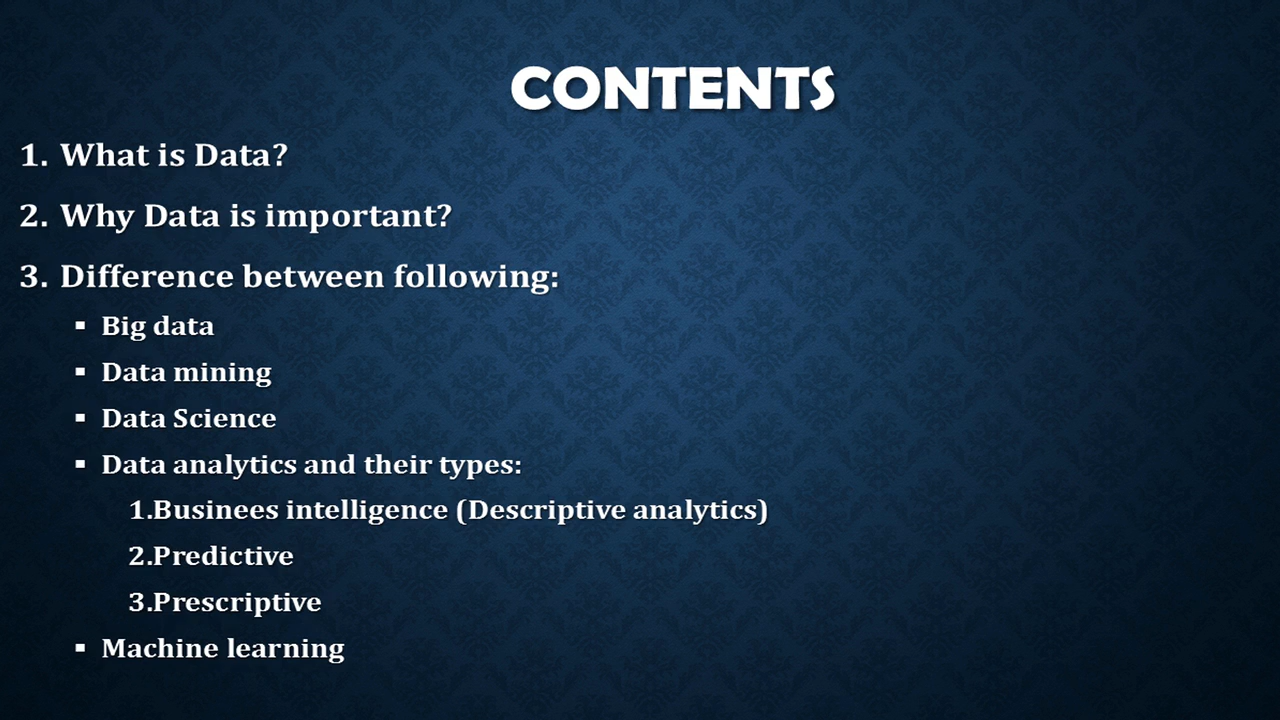 CONTENTS
1. What is Data?
2. Why Data is important?
3. Difference between following:
▪ Big data
▪ Data mining
▪ Data Science
▪ Data analytics and their types:
1.Businees intelligence (Descriptive analytics)
2.Predictive
3.Prescriptive
▪ Machine learning